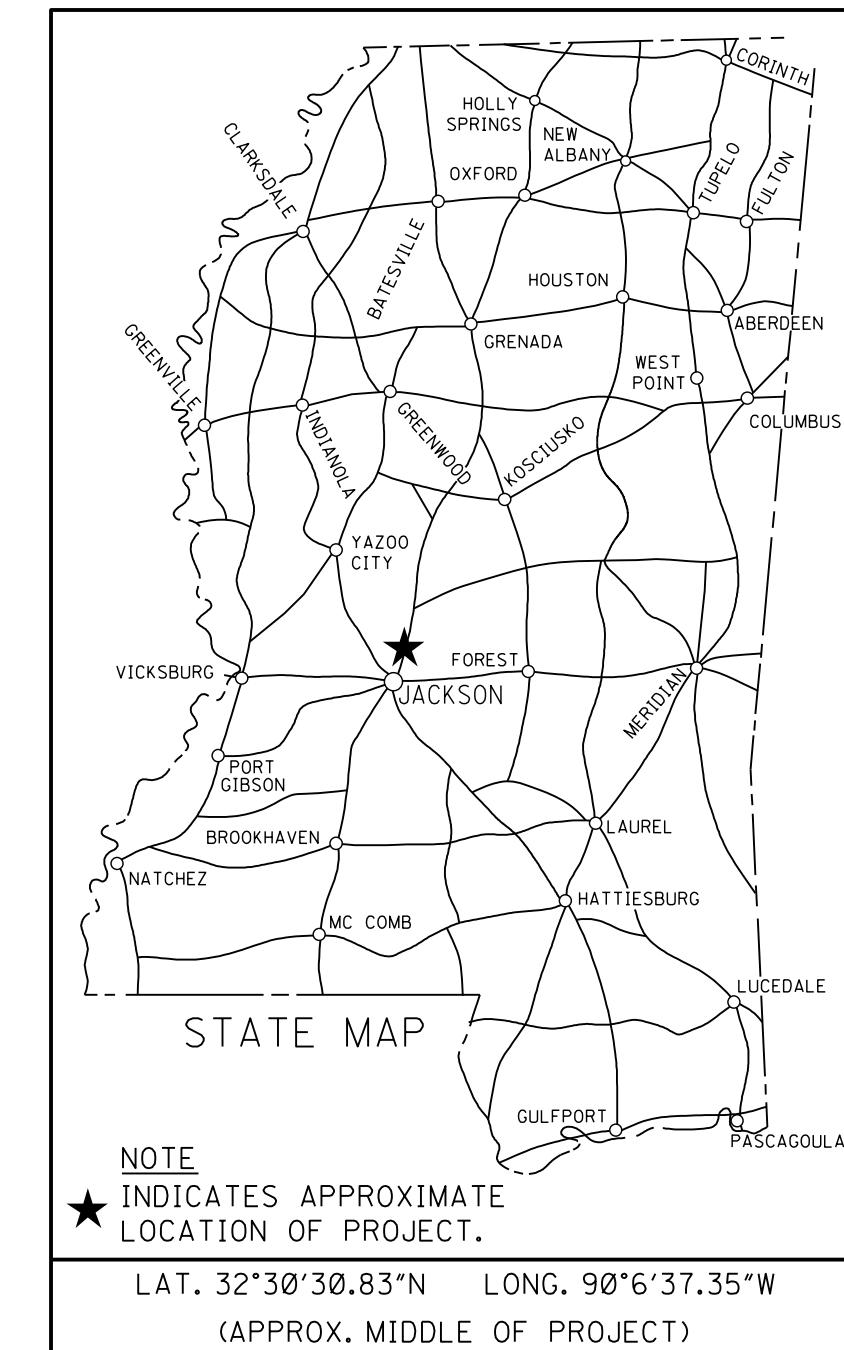 CORINTH
HOLLY
SPRINGS
NEW
ALBANY
CLARKSDALE
OXFORD
TUPELO
FULTON
BATESVILLE
HOUSTON
ABERDEEN
GRENADA
GREENVILLE
WEST
POINT
COLUMBUS
INDIANOLA
GREENWOOD
KOSCIUSKO
YAZOO
CITY
VICKSBURG
FOREST
JACKSON
MERIDIAN
PORT
GIBSON
BROOKHAVEN
LAUREL
NATCHEZ
HATTIESBURG
MC COMB
LUCEDALE
STATE MAP
GULFPORT
PASCAGOULA
NOTE
INDICATES APPROXIMATE
LOCATION OF PROJECT.
LAT. 32°30'30.83"N LONG. 90°6'37.35"W
(APPROX. MIDDLE OF PROJECT)